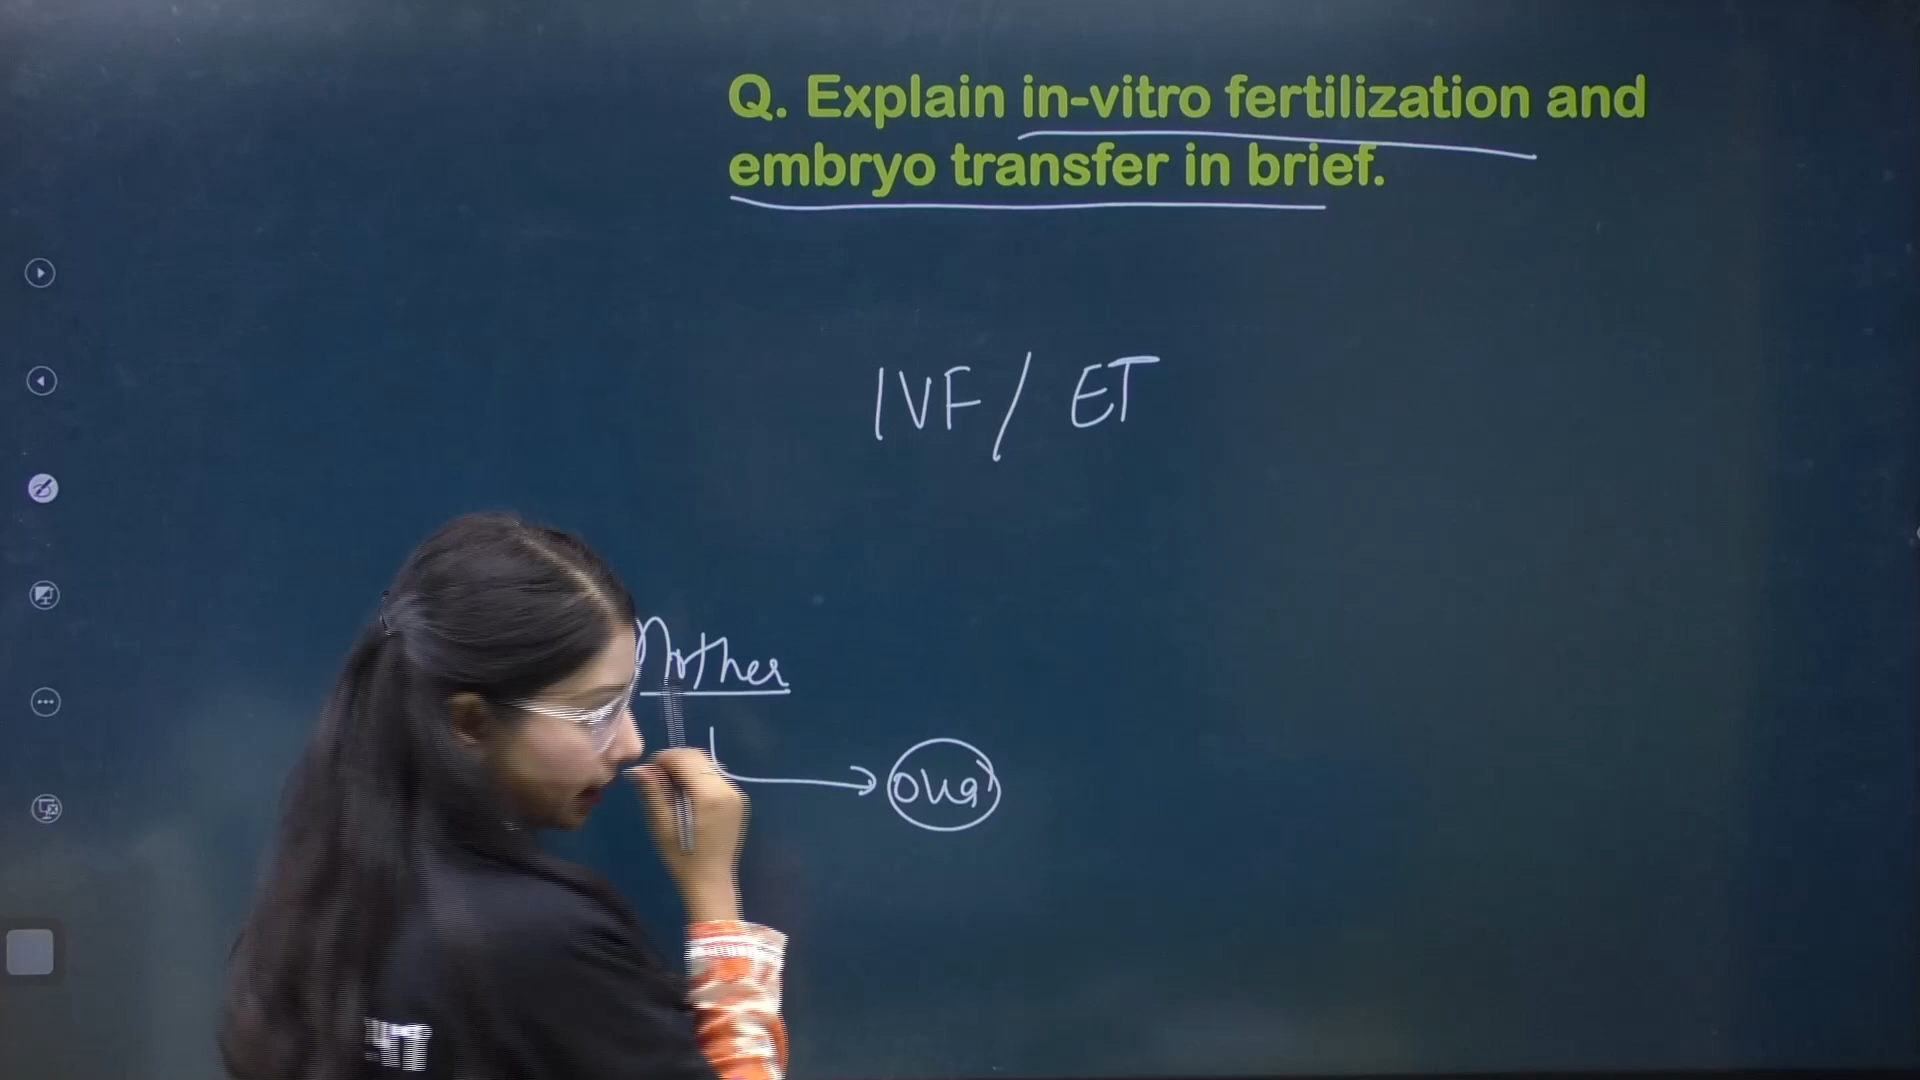 Q. Explain in-vitro fertilization and
embryo transfer in brief.
IVF / ET
Mother
ova